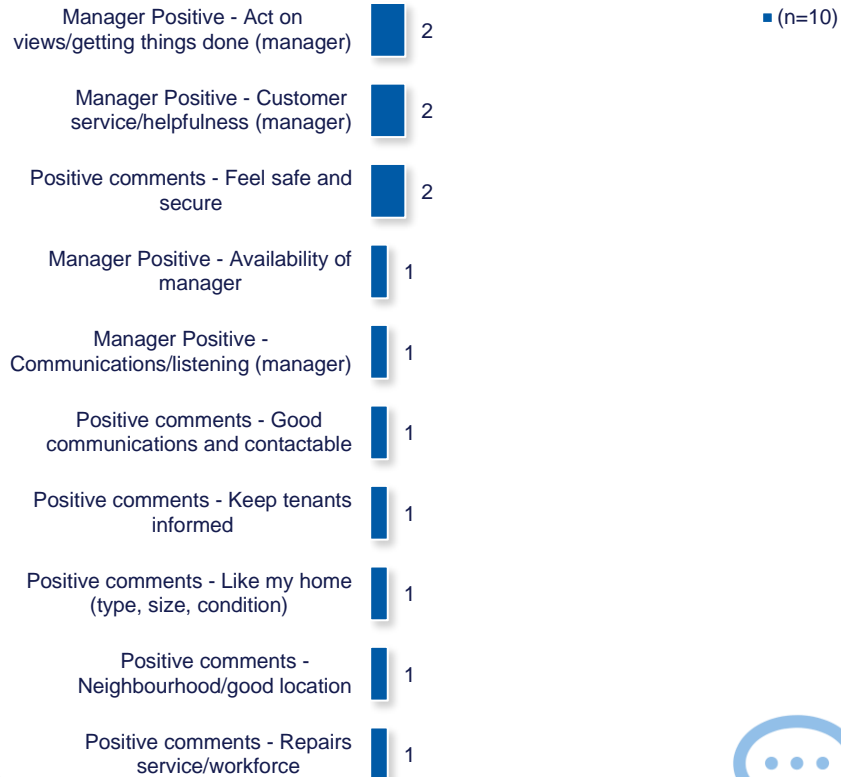 Manager Positive - Act on
views/getting things done (manager)
2
(n=10)
Manager Positive - Customer
service/helpfulness (manager)
2
Positive comments - Feel safe and
secure
2
Manager Positive - Availability of
manager
1
Manager Positive -
Communications/listening (manager)
1
Positive comments - Good
communications and contactable
1
Positive comments - Keep tenants
informed
1
Positive comments - Like my home
(type, size, condition)
1
Positive comments -
Neighbourhood/good location
1
Positive comments - Repairs
service/workforce
1